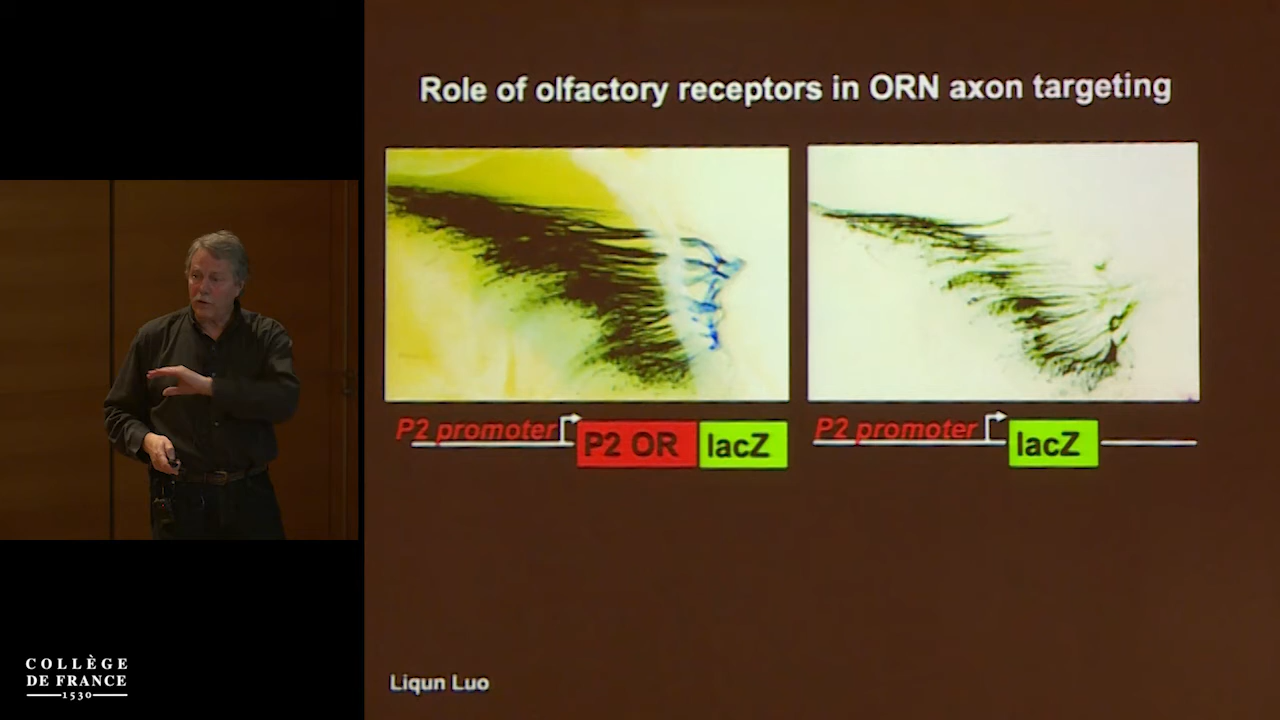 Role of olfactory receptors in ORN axon targeting
P2 promoter
P2 OR
lacZ
P2 promoter
lacZ
Liqun Luo
COLLÈGE
DE FRANCE
1530